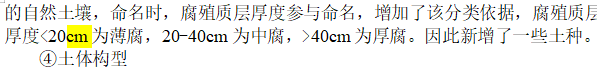 的自然土壤，命名时，腐殖质层厚度参与命名，增加了该分类依据，腐殖质层
厚度<20cm 为薄腐，20-40cm 为中腐，>40cm 为厚腐。因此新增了一些土种。
④土体构型